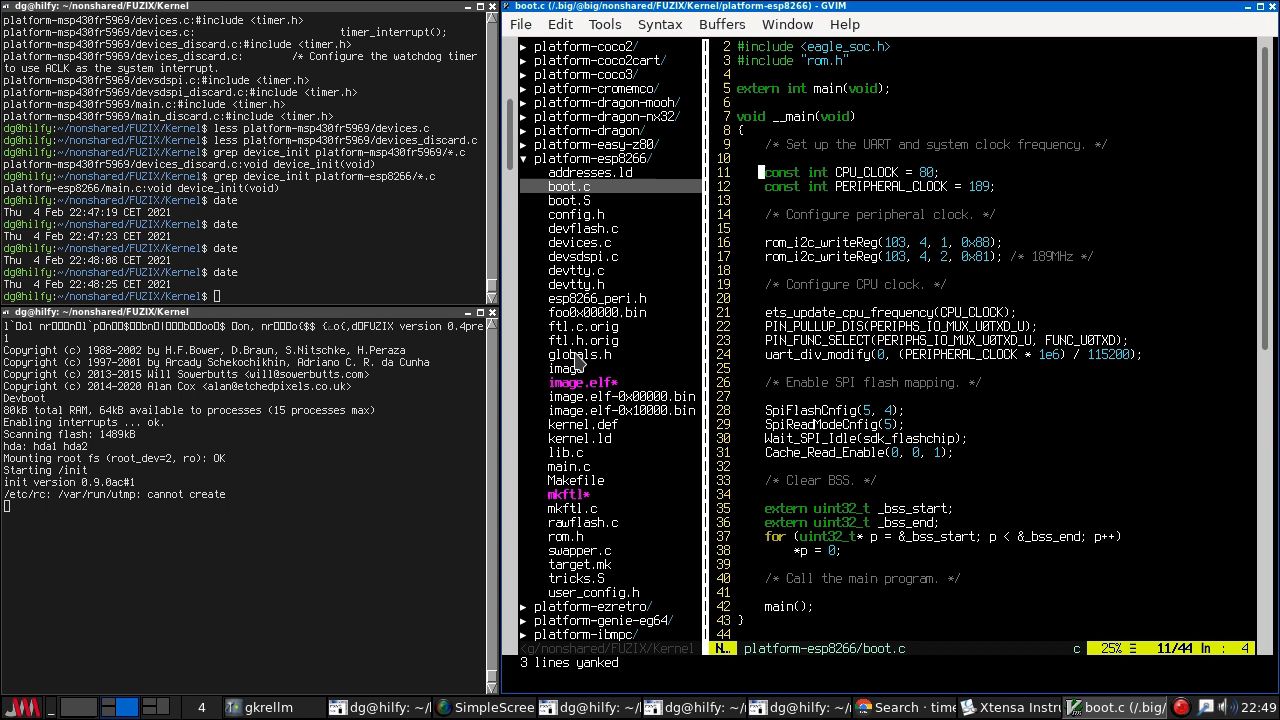 dg@hilfy: ~/nonshared/FUZIX/Kernel
platform-msp430fr5969/devices.c:#include <timer.h>
platform-msp430fr5969/devices.c: timer_interrupt();
platform-msp430fr5969/devices_discard.c:#include <timer.h>
platform-msp430fr5969/devices_discard.c: /* Configure the watchdog timer
to use ACLK as the system interrupt.
platform-msp430fr5969/devsdspi.c:#include <timer.h>
platform-msp430fr5969/devsdspi_discard.c:#include <timer.h>
platform-msp430fr5969/main.c:#include <timer.h>
platform-msp430fr5969/main_discard.c:#include <timer.h>
dg@hilfy:~/nonshared/FUZIX/Kernel$ less platform-msp430fr5969/devices.c
dg@hilfy:~/nonshared/FUZIX/Kernel$ less platform-msp430fr5969/devices_discard.c
dg@hilfy:~/nonshared/FUZIX/Kernel$ grep device_init platform-msp430fr5969/*.c
platform-msp430fr5969/devices_discard.c:void device_init(void)
dg@hilfy:~/nonshared/FUZIX/Kernel$ grep device_init platform-esp8266/*.c
platform-esp8266/main.c:void device_init(void)
dg@hilfy:~/nonshared/FUZIX/Kernel$ date
Thu 4 Feb 22:47:19 CET 2021
dg@hilfy:~/nonshared/FUZIX/Kernel$ date
Thu 4 Feb 22:47:23 CET 2021
dg@hilfy:~/nonshared/FUZIX/Kernel$ date
Thu 4 Feb 22:48:08 CET 2021
dg@hilfy:~/nonshared/FUZIX/Kernel$ date
Thu 4 Feb 22:48:25 CET 2021
dg@hilfy:~/nonshared/FUZIX/Kernel$
dg@hilfy: ~/nonshared/FUZIX/Kernel
FUZIX version 0.4pre
1
Copyright (c) 1988-2002 by H.F.Bower, D.Braun, S.Nitschke, H.Peraza
Copyright (c) 1997-2001 by Arcady Schekochikhin, Adriano C. R. da Cunha
Copyright (c) 2013-2015 Will Sowerbutts <will@sowerbutts.com>
Copyright (c) 2014-2020 Alan Cox <alan@etchedpixels.co.uk>
Devboot
80kB total RAM, 64kB available to processes (15 processes max)
Enabling interrupts ... ok.
Scanning flash: 1489kB
hda: hda1 hda2
Mounting root fs (root_dev=2, ro): OK
Starting /init
init version 0.9.0ac#1
/etc/rc: /var/run/utmp: cannot create
boot.c (/.big/@big/nonshared/FUZIX/Kernel/platform-esp8266) - GVIM
File Edit Tools Syntax Buffers Window Help
▸ platform-coco2/
▸ platform-coco2cart/
▸ platform-coco3/
▸ platform-cromemco/
▸ platform-dragon-mooh/
▸ platform-dragon-nx32/
▸ platform-dragon/
▸ platform-easy-z80/
▾ platform-esp8266/
addresses.ld
boot.c
boot.S
config.h
devflash.c
devices.c
devsdspi.c
devtty.c
devtty.h
esp8266_peri.h
foo0x00000.bin
ftl.c.orig
ftl.h.orig
globals.h
image
image.elf*
image.elf-0x00000.bin
image.elf-0x10000.bin
kernel.def
kernel.ld
lib.c
main.c
Makefile
mkftl*
mkftl.c
rawflash.c
rom.h
swapper.c
target.mk
tricks.S
user_config.h
▸ platform-ezretro/
▸ platform-genie-eg64/
▸ platform-ibmpc/
<g/nonshared/FUZIX/Kernel
2 #include <eagle_soc.h>
3 #include "rom.h"
4
5 extern int main(void);
6
7 void __main(void)
8 {
9 /* Set up the UART and system clock frequency. */
10
11 const int CPU_CLOCK = 80;
12 const int PERIPHERAL_CLOCK = 189;
13
14 /* Configure peripheral clock. */
15
16 rom_i2c_writeReg(103, 4, 1, 0x88);
17 rom_i2c_writeReg(103, 4, 2, 0x81); /* 189MHz */
18
19 /* Configure CPU clock. */
20
21 ets_update_cpu_frequency(CPU_CLOCK);
22 PIN_PULLUP_DIS(PERIPHS_IO_MUX_U0TXD_U);
23 PIN_FUNC_SELECT(PERIPHS_IO_MUX_U0TXD_U, FUNC_U0TXD);
24 uart_div_modify(0, (PERIPHERAL_CLOCK * 1e6) / 115200);
25
26 /* Enable SPI flash mapping. */
27
28 SpiFlashCnfig(5, 4);
29 SpiReadModeCnfig(5);
30 Wait_SPI_Idle(sdk_flashchip);
31 Cache_Read_Enable(0, 0, 1);
32
33 /* Clear BSS. */
34
35 extern uint32_t _bss_start;
36 extern uint32_t _bss_end;
37 for (uint32_t* p = &_bss_start; p < &_bss_end; p++)
38 *p = 0;
39
40 /* Call the main program. */
41
42 main();
43 }
44
N… platform-esp8266/boot.c c 25% ☰ 11/44 ln : 4
3 lines yanked
4 gkrellm dg@hilfy: ~/ SimpleScree dg@hilfy: ~/ dg@hilfy: ~/ dg@hilfy: ~/ Search · time Xtensa Instru boot.c (/.big/ 22:49